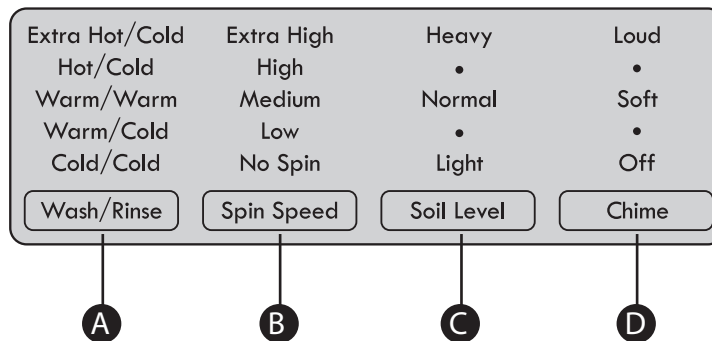 Extra Hot/Cold Extra High Heavy Loud
Hot/Cold High • •
Warm/Warm Medium Normal Soft
Warm/Cold Low • •
Cold/Cold No Spin Light Off
Wash/Rinse Spin Speed Soil Level Chime
A B C D